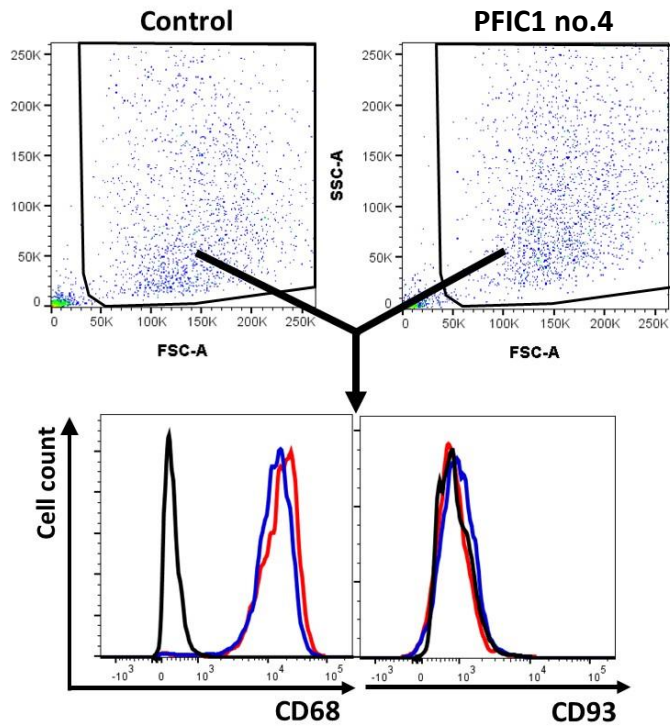 Control
PFIC1 no.4
250K
200K
150K
100K
50K
0
0 50K 100K 150K 200K 250K
FSC-A
SSC-A
250K
200K
150K
100K
50K
0
0 50K 100K 150K 200K 250K
FSC-A
Cell count
-10³ 0 10³ 10⁴ 10⁵
CD68
-10³ 0 10³ 10⁴ 10⁵
CD93